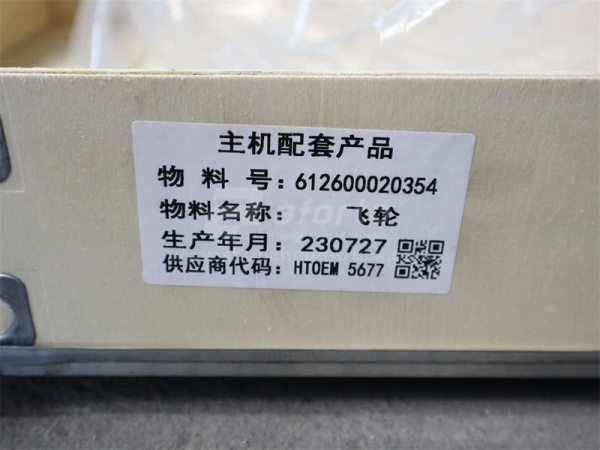 主机配套产品
物 料 号：612600020354
物料名称： 飞轮
生产年月：230727
供应商代码：HTOEM 5677